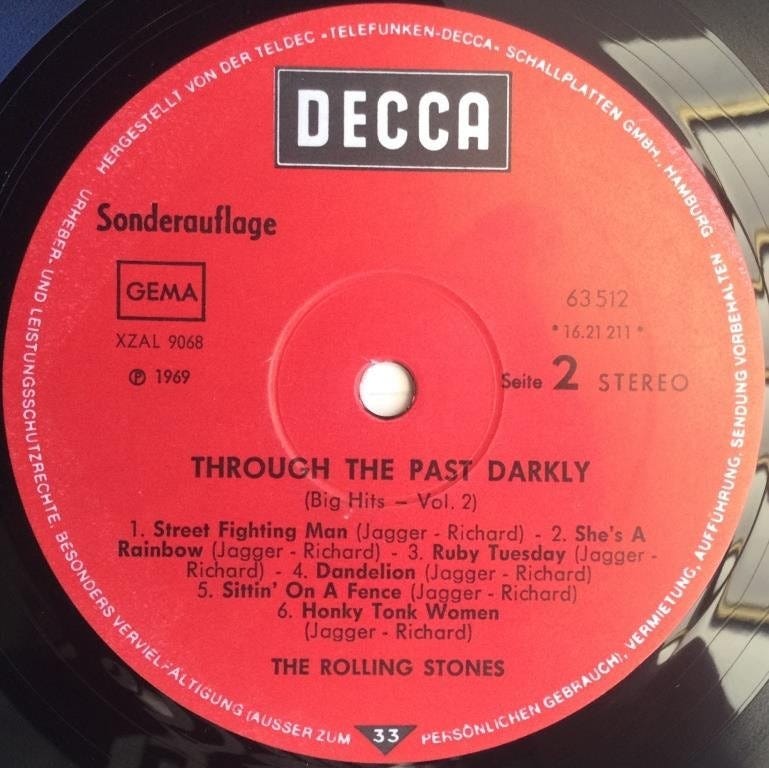 HERGESTELLT VON DER TELDEC »TELEFUNKEN-DECCA« SCHALLPLATTEN GMBH., HAMBURG
DECCA
Sonderauflage
GEMA
XZAL 9068
Ⓟ 1969
63 512
*16.21 211*
Seite 2 STEREO
THROUGH THE PAST DARKLY
(Big Hits – Vol. 2)
1. Street Fighting Man (Jagger - Richard) - 2. She's A
Rainbow (Jagger - Richard) - 3. Ruby Tuesday (Jagger -
Richard) - 4. Dandelion (Jagger - Richard)
5. Sittin' On A Fence (Jagger - Richard)
6. Honky Tonk Women
(Jagger - Richard)
THE ROLLING STONES
URHEBER- UND LEISTUNGSSCHUTZRECHTE, BESONDERS VERVIELFÄLTIGUNG (AUSSER ZUM PERSÖNLICHEN GEBRAUCH), VERMIETUNG, AUFFÜHRUNG, SENDUNG VORBEHALTEN
33